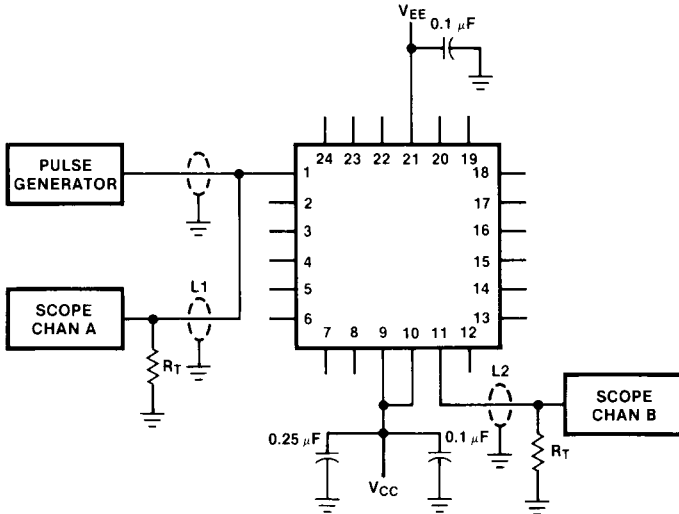 VEE
0.1 µF
24 23 22 21 20 19
PULSE
GENERATOR
1
2
3
4
5
6
18
17
16
15
14
13
L1
SCOPE
CHAN A
RT
7 8 9 10 11 12
L2
SCOPE
CHAN B
RT
0.25 µF
0.1 µF
VCC